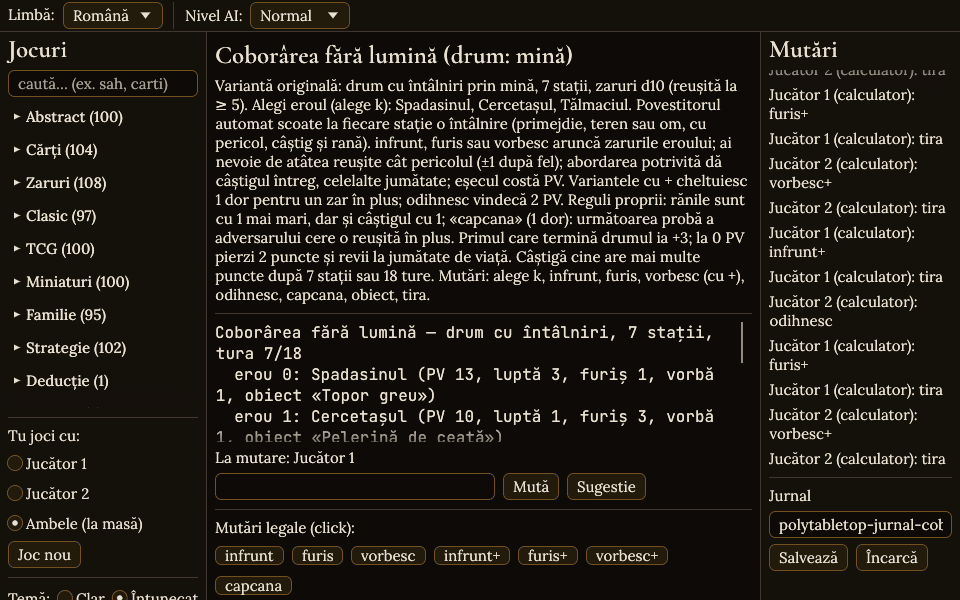 Limbă:
Română
Nivel AI:
Normal
Jocuri
caută... (ex. sah, carti)
Abstract (100)
Cărți (104)
Zaruri (108)
Clasic (97)
TCG (100)
Miniaturi (100)
Familie (95)
Strategie (102)
Deducție (1)
Tu joci cu:
Jucător 1
Jucător 2
Ambele (la masă)
Joc nou
Temă:
Clar
Întunecat
Coborârea fără lumină (drum: mină)
Variantă originală: drum cu întâlniri prin mină, 7 stații, zaruri d10 (reușită la
≥ 5). Alegi eroul (alege k): Spadasinul, Cercetașul, Tălmaciul. Povestitorul
automat scoate la fiecare stație o întâlnire (primejdie, teren sau om, cu
pericol, câștig și rană). infrunt, furis sau vorbesc aruncă zarurile eroului; ai
nevoie de atâtea reușite cât pericolul (±1 după fel); abordarea potrivită dă
câștigul întreg, celelalte jumătate; eșecul costă PV. Variantele cu + cheltuiesc
1 dor pentru un zar în plus; odihnesc vindecă 2 PV. Reguli proprii: rănile sunt
cu 1 mai mari, dar și câștigul cu 1; «capcana» (1 dor): următoarea probă a
adversarului cere o reușită în plus. Primul care termină drumul ia +3; la 0 PV
pierzi 2 puncte și revii la jumătate de viață. Câștigă cine are mai multe
puncte după 7 stații sau 18 ture. Mutări: alege k, infrunt, furis, vorbesc (cu +),
odihnesc, capcana, obiect, tira.
Coborârea fără lumină — drum cu întâlniri, 7 stații,
tura 7/18
erou 0: Spadasinul (PV 13, luptă 3, furiș 1, vorbă
1, obiect «Topor greu»)
erou 1: Cercetașul (PV 10, luptă 1, furiș 3, vorbă
1, obiect «Pelerină de ceață»)
La mutare: Jucător 1
Mută
Sugestie
Mutări legale (click):
infrunt
furis
vorbesc
infrunt+
furis+
vorbesc+
capcana
Mutări
Jucător 2 (calculator): tira
Jucător 1 (calculator):
furis+
Jucător 1 (calculator): tira
Jucător 2 (calculator):
vorbesc+
Jucător 2 (calculator): tira
Jucător 1 (calculator):
infrunt+
Jucător 1 (calculator): tira
Jucător 2 (calculator):
odihnesc
Jucător 1 (calculator):
furis+
Jucător 1 (calculator): tira
Jucător 2 (calculator):
vorbesc+
Jucător 2 (calculator): tira
Jurnal
polytabletop-jurnal-cob
Salvează
Încarcă